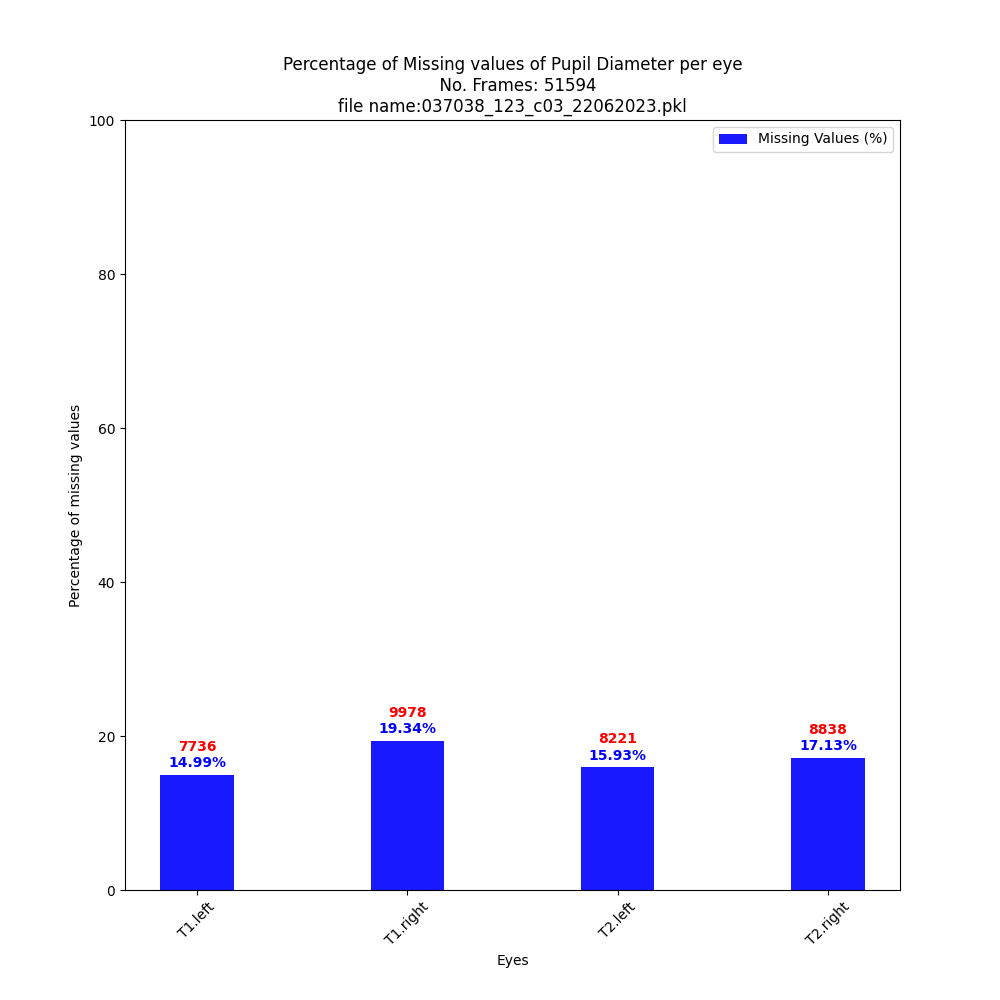 Percentage of Missing values of Pupil Diameter per eye
No. Frames: 51594
file name:037038_123_c03_22062023.pkl
Missing Values (%)
Percentage of missing values
100
80
60
40
20
0
7736
14.99%
9978
19.34%
8221
15.93%
8838
17.13%
T1.left
T1.right
T2.left
T2.right
Eyes